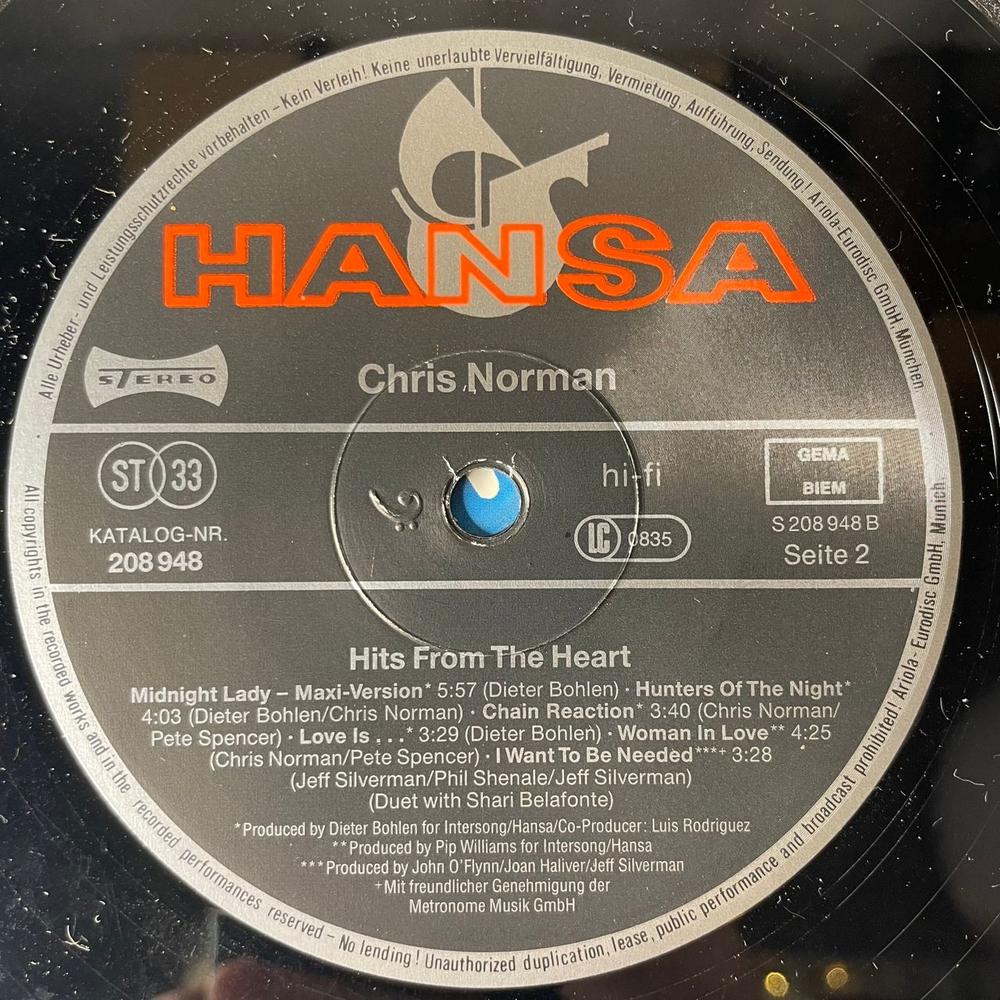 Alle Urheber- und Leistungsschutzrechte vorbehalten – Kein Verleih! Keine unerlaubte Vervielfältigung, Vermietung, Aufführung, Sendung! Ariola-Eurodisc GmbH, München
HANSA
STEREO
Chris Norman
ST 33
hi-fi
GEMA
BIEM
KATALOG-NR.
208 948
LC 0835
S 208 948 B
Seite 2
Hits From The Heart
Midnight Lady – Maxi-Version* 5:57 (Dieter Bohlen) · Hunters Of The Night*
4:03 (Dieter Bohlen/Chris Norman) · Chain Reaction* 3:40 (Chris Norman/
Pete Spencer) · Love Is . . .* 3:29 (Dieter Bohlen) · Woman In Love** 4:25
(Chris Norman/Pete Spencer) · I Want To Be Needed***+ 3:28
(Jeff Silverman/Phil Shenale/Jeff Silverman)
(Duet with Shari Belafonte)
*Produced by Dieter Bohlen for Intersong/Hansa/Co-Producer: Luis Rodriguez
**Produced by Pip Williams for Intersong/Hansa
***Produced by John O'Flynn/Joan Haliver/Jeff Silverman
+Mit freundlicher Genehmigung der
Metronome Musik GmbH
All copyrights in the recorded works and in the recorded performances reserved – No lending! Unauthorized duplication, lease, public performance and broadcast prohibited! Ariola-Eurodisc GmbH, Munich